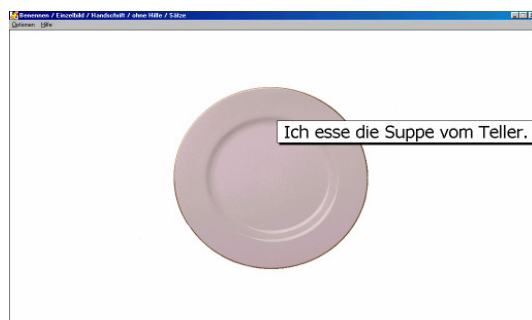 Benennen / Einzelbild / Handschrift / ohne Hilfe / Sätze
Optionen Hilfe
Ich esse die Suppe vom Teller.